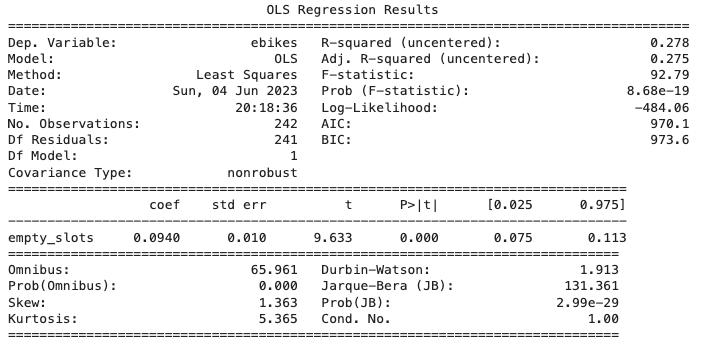 OLS Regression Results
==============================================================================
Dep. Variable: ebikes R-squared (uncentered): 0.278
Model: OLS Adj. R-squared (uncentered): 0.275
Method: Least Squares F-statistic: 92.79
Date: Sun, 04 Jun 2023 Prob (F-statistic): 8.68e-19
Time: 20:18:36 Log-Likelihood: -484.06
No. Observations: 242 AIC: 970.1
Df Residuals: 241 BIC: 973.6
Df Model: 1
Covariance Type: nonrobust
==============================================================================
coef std err t P>|t| [0.025 0.975]
------------------------------------------------------------------------------
empty_slots 0.0940 0.010 9.633 0.000 0.075 0.113
==============================================================================
Omnibus: 65.961 Durbin-Watson: 1.913
Prob(Omnibus): 0.000 Jarque-Bera (JB): 131.361
Skew: 1.363 Prob(JB): 2.99e-29
Kurtosis: 5.365 Cond. No. 1.00
==============================================================================